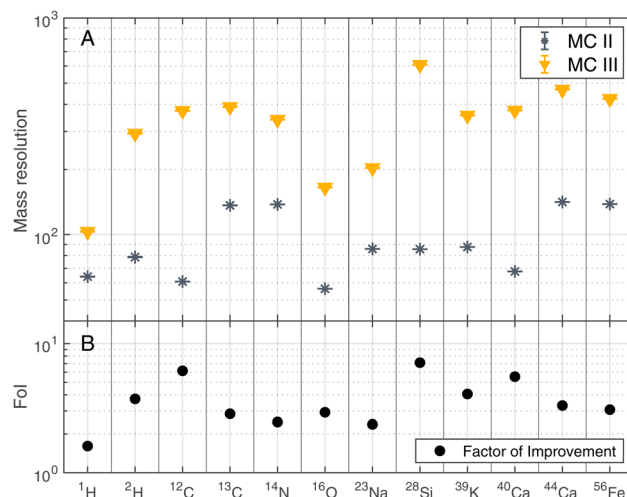 10³
A
MC II
MC III
Mass resolution
10²
B
10¹
FoI
Factor of Improvement
10⁰
¹H ²H ¹²C ¹³C ¹⁴N ¹⁶O ²³Na ²⁸Si ³⁹K ⁴⁰Ca ⁴⁴Ca ⁵⁶Fe